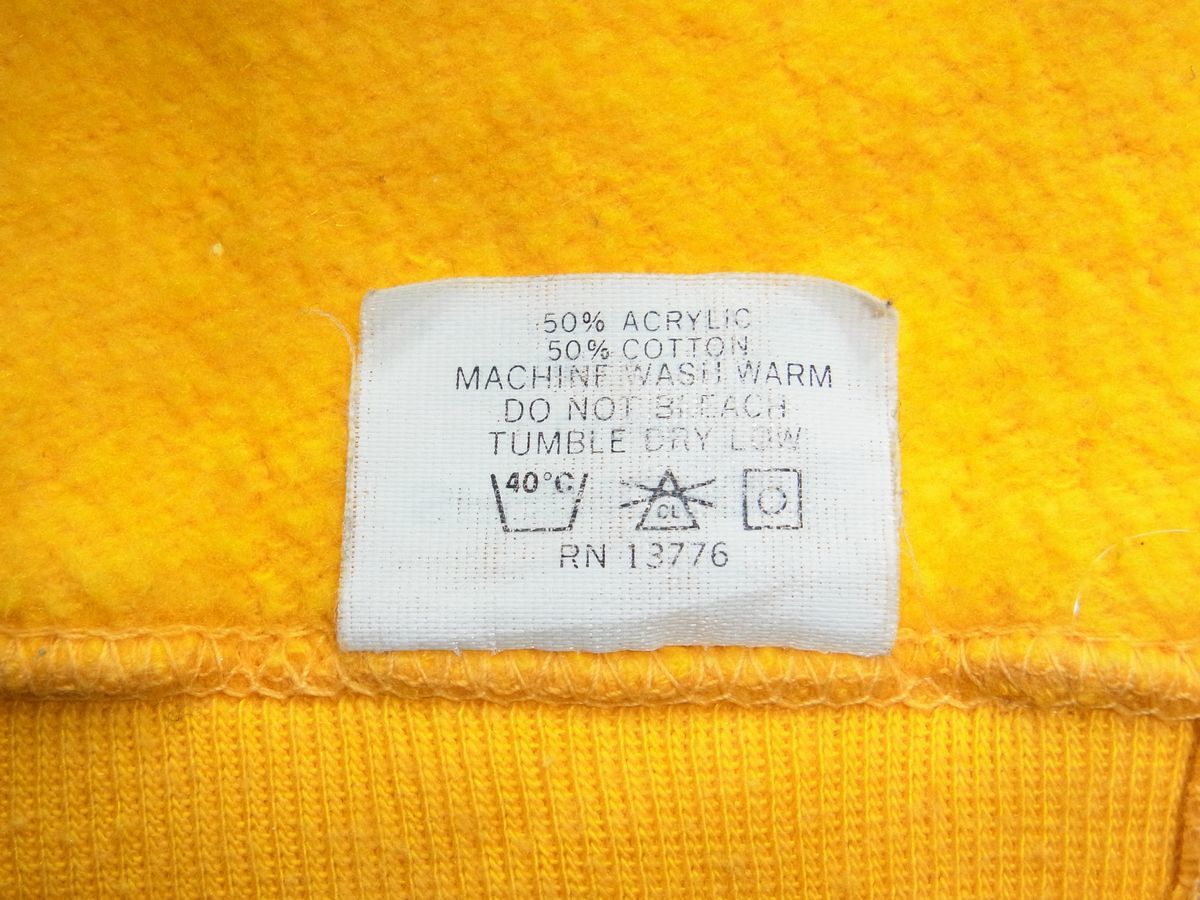 50% ACRYLIC
50% COTTON
MACHINE WASH WARM
DO NOT BLEACH
TUMBLE DRY LOW
40°C CL
RN 13776